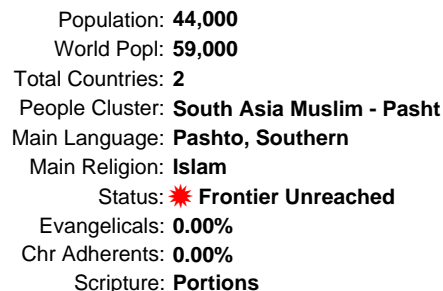 Population: 44,000
World Popl: 59,000
Total Countries: 2
People Cluster: South Asia Muslim - Pasht
Main Language: Pashto, Southern
Main Religion: Islam
Status: Frontier Unreached
Evangelicals: 0.00%
Chr Adherents: 0.00%
Scripture: Portions